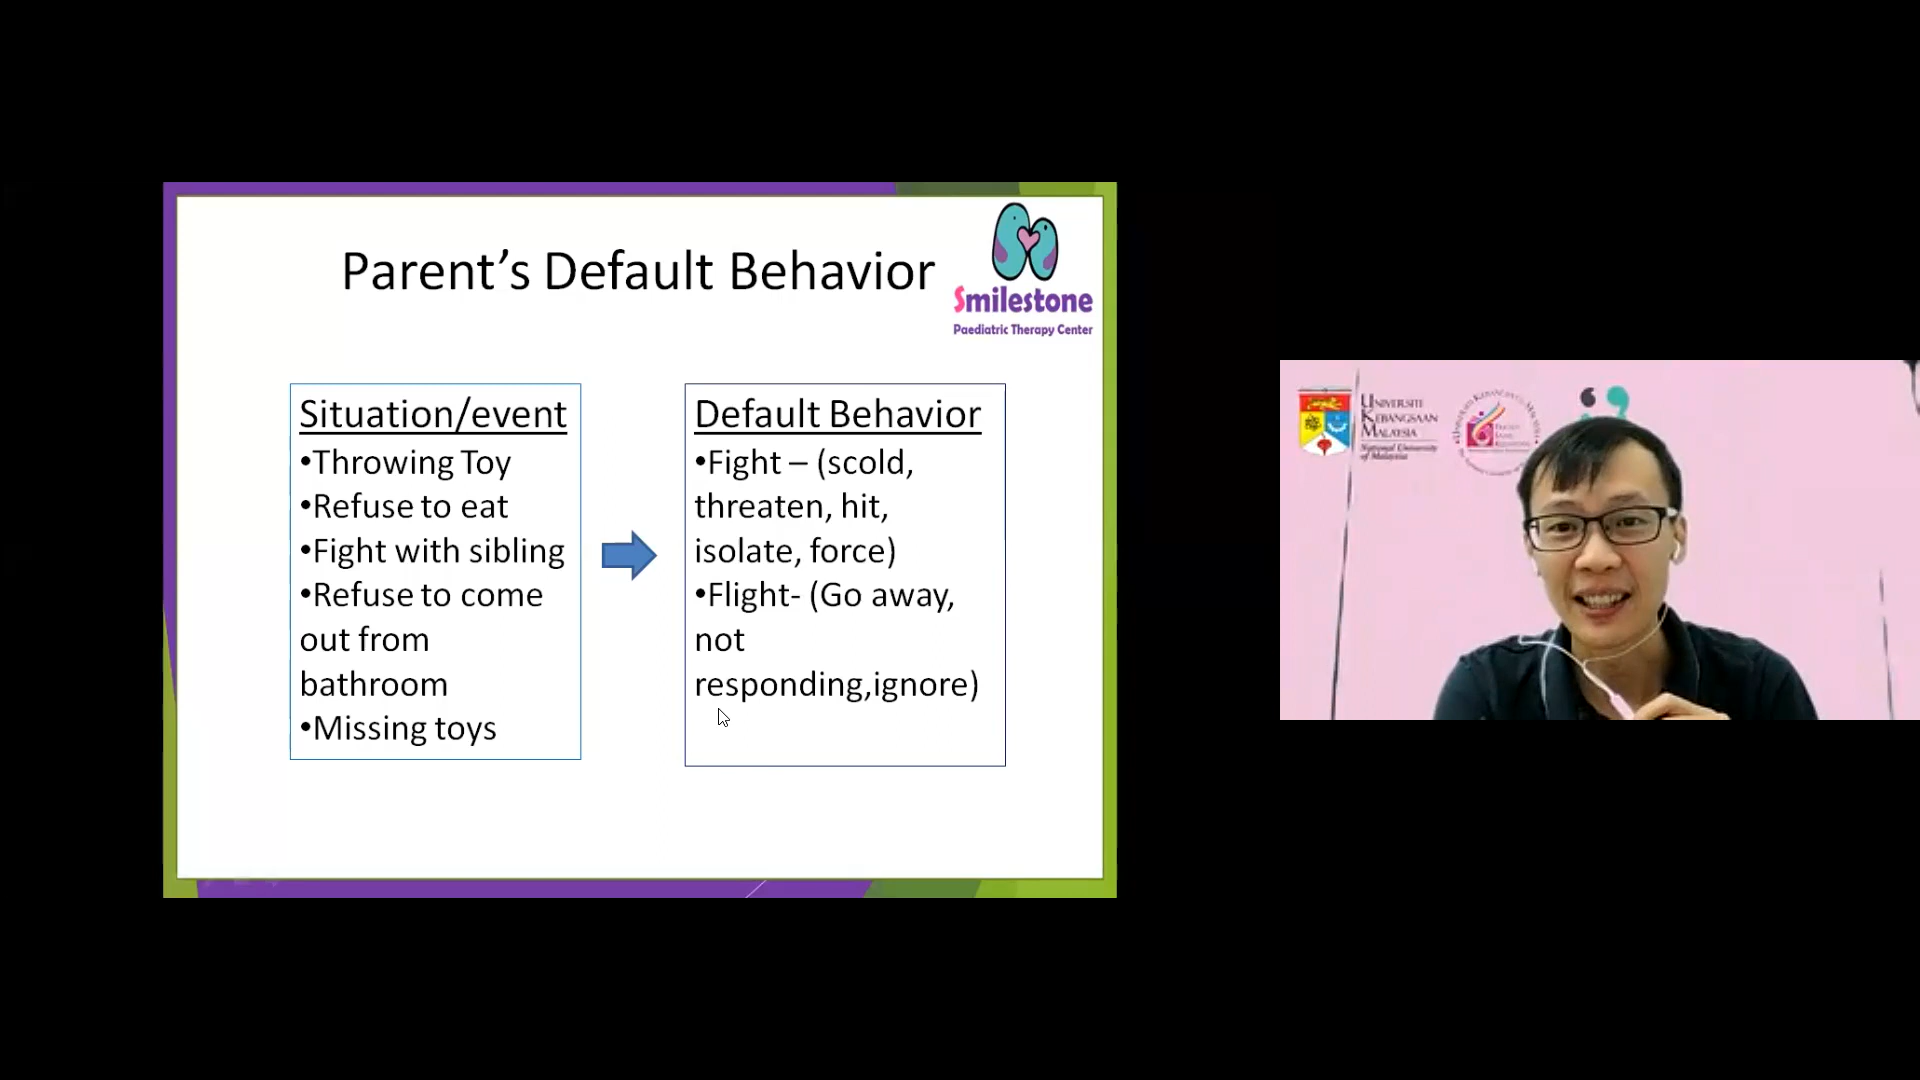 Parent’s Default Behavior
Smilestone
Paediatric Therapy Center
Situation/event
•Throwing Toy
•Refuse to eat
•Fight with sibling
•Refuse to come
out from
bathroom
•Missing toys
Default Behavior
•Fight – (scold,
threaten, hit,
isolate, force)
•Flight- (Go away,
not
responding,ignore)
UNIVERSITI
KEBANGSAAN
MALAYSIA
National University
of Malaysia